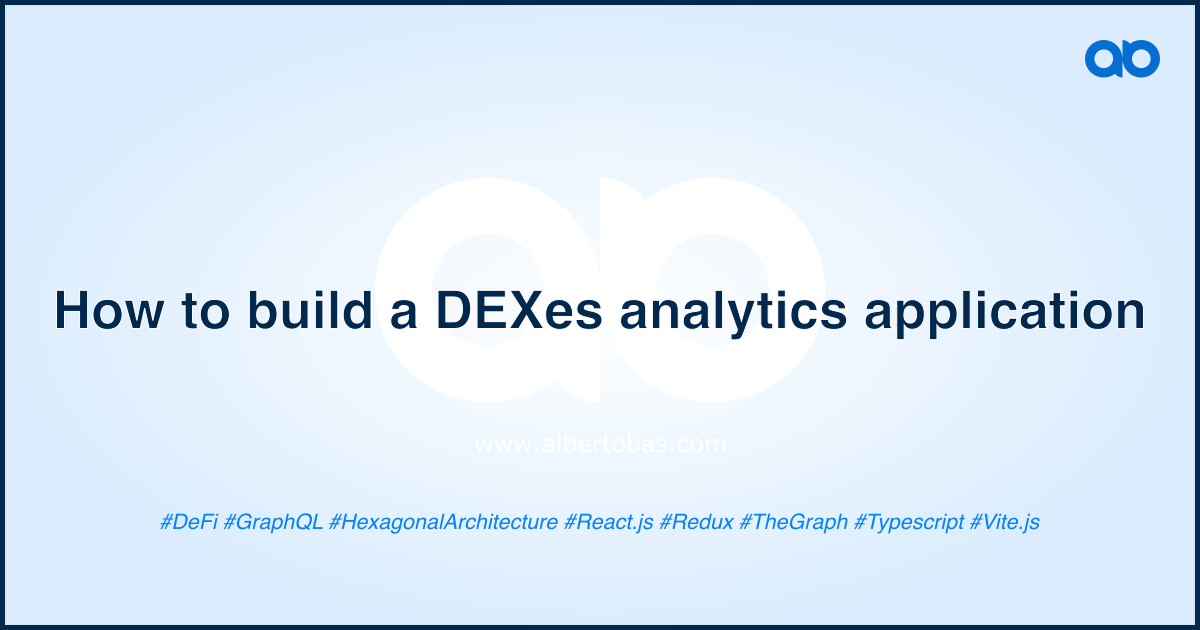 How to build a DEXes analytics application
www.albertobas.com
#DeFi #GraphQL #HexagonalArchitecture #React.js #Redux #TheGraph #Typescript #Vite.js